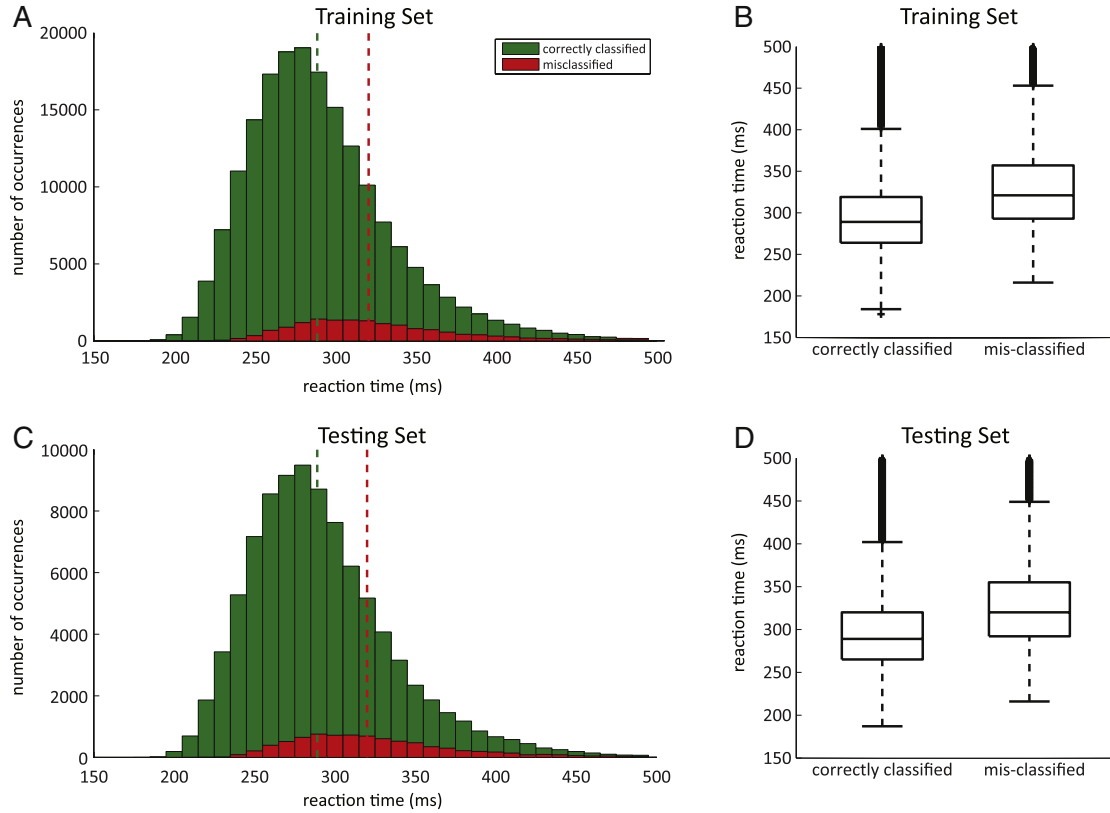 A
Training Set
20000
15000
10000
5000
0
number of occurrences
150 200 250 300 350 400 450 500
reaction time (ms)
correctly classified
misclassified
B
Training Set
500
450
400
350
300
250
200
150
reaction time (ms)
correctly classified mis-classified
C
Testing Set
10000
8000
6000
4000
2000
0
number of occurrences
150 200 250 300 350 400 450 500
reaction time (ms)
D
Testing Set
500
450
400
350
300
250
200
150
reaction time (ms)
correctly classified mis-classified